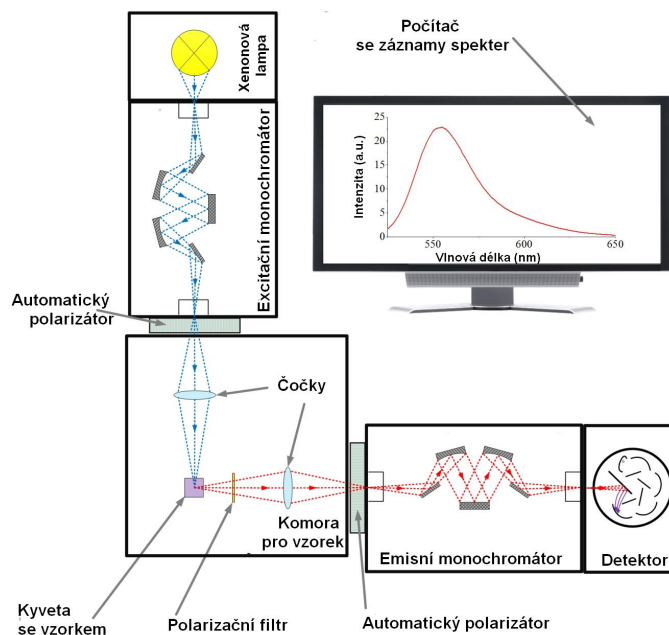 Počítač
se záznamy spekter
Xenonová
lampa
Excitační monochromátor
25
20
15
10
5
0
Intenzita (a.u.)
550
600
650
Vlnová délka (nm)
Automatický
polarizátor
Čočky
Komora
pro vzorek
Emisní monochromátor
Detektor
Kyveta
se vzorkem
Polarizační filtr
Automatický polarizátor